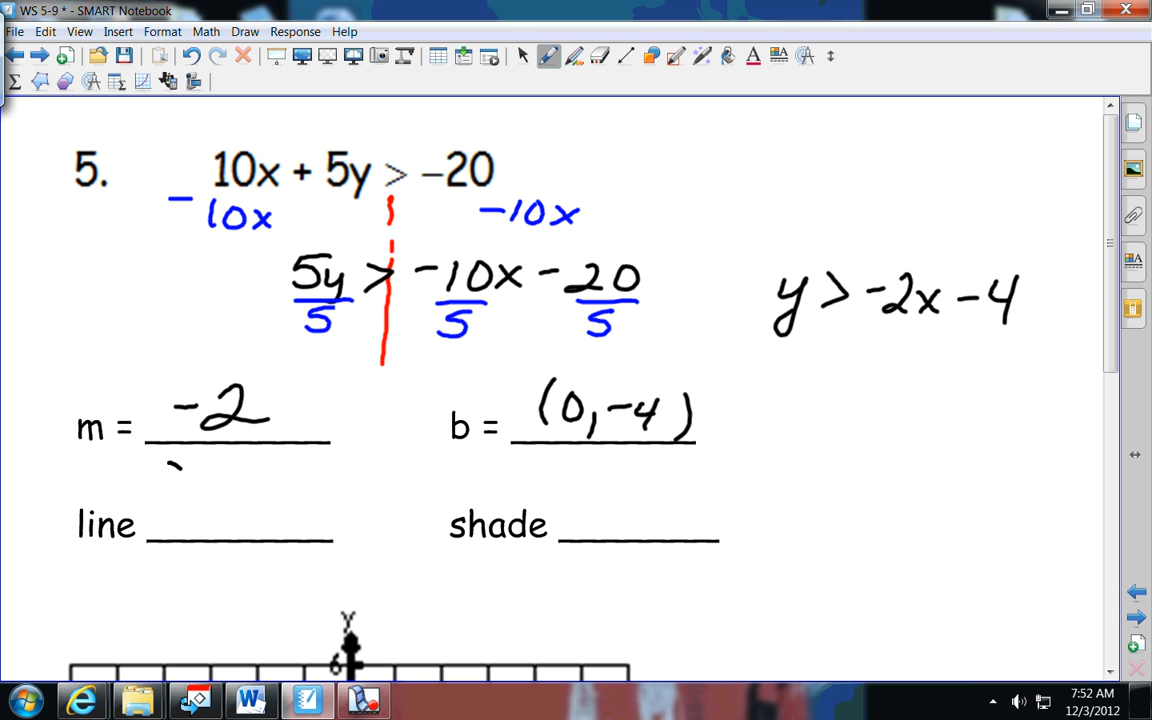 WS 5-9 * - SMART Notebook
File Edit View Insert Format Math Draw Response Help
5. 10x + 5y > -20
-10x -10x
5y > -10x - 20
5 5 5
y > -2x - 4
m = -2 b = (0, -4)
line ________ shade ________
Y
6
7:52 AM
12/3/2012